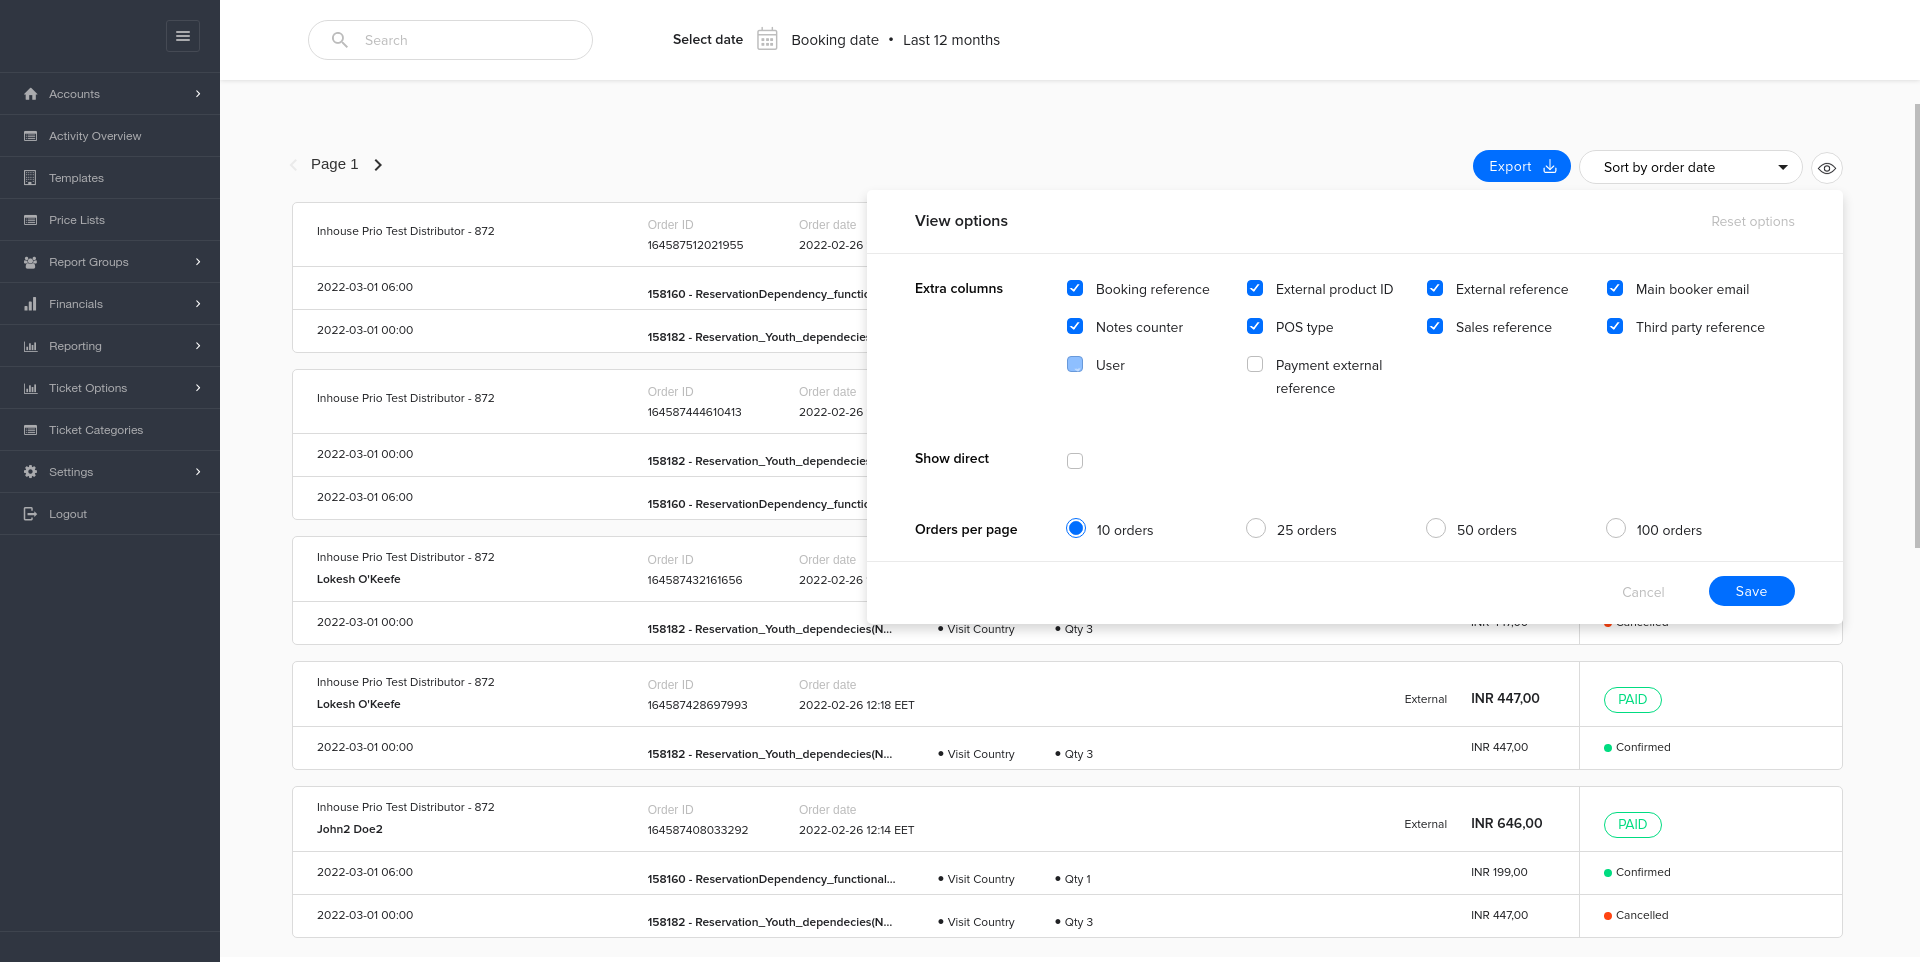 Search
Select date
Booking date • Last 12 months
Accounts
Activity Overview
Templates
Price Lists
Report Groups
Financials
Reporting
Ticket Options
Ticket Categories
Settings
Logout
Page 1
Export
Sort by order date
View options
Reset options
Extra columns
Booking reference
External product ID
External reference
Main booker email
Notes counter
POS type
Sales reference
Third party reference
User
Payment external
reference
Show direct
Orders per page
10 orders
25 orders
50 orders
100 orders
Cancel
Save
Inhouse Prio Test Distributor - 872
Order ID
164587512021955
Order date
2022-02-26
2022-03-01 06:00
158160 - ReservationDependency_functio
2022-03-01 00:00
158182 - Reservation_Youth_dependecies
Inhouse Prio Test Distributor - 872
Order ID
164587444610413
Order date
2022-02-26
2022-03-01 00:00
158182 - Reservation_Youth_dependecies
2022-03-01 06:00
158160 - ReservationDependency_functio
Inhouse Prio Test Distributor - 872
Lokesh O'Keefe
Order ID
164587432161656
Order date
2022-02-26
2022-03-01 00:00
158182 - Reservation_Youth_dependecies(N...
• Visit Country
• Qty 3
INR 447,00
Cancelled
Inhouse Prio Test Distributor - 872
Lokesh O'Keefe
Order ID
164587428697993
Order date
2022-02-26 12:18 EET
External
INR 447,00
PAID
2022-03-01 00:00
158182 - Reservation_Youth_dependecies(N...
• Visit Country
• Qty 3
INR 447,00
Confirmed
Inhouse Prio Test Distributor - 872
John2 Doe2
Order ID
164587408033292
Order date
2022-02-26 12:14 EET
External
INR 646,00
PAID
2022-03-01 06:00
158160 - ReservationDependency_functional...
• Visit Country
• Qty 1
INR 199,00
Confirmed
2022-03-01 00:00
158182 - Reservation_Youth_dependecies(N...
• Visit Country
• Qty 3
INR 447,00
Cancelled